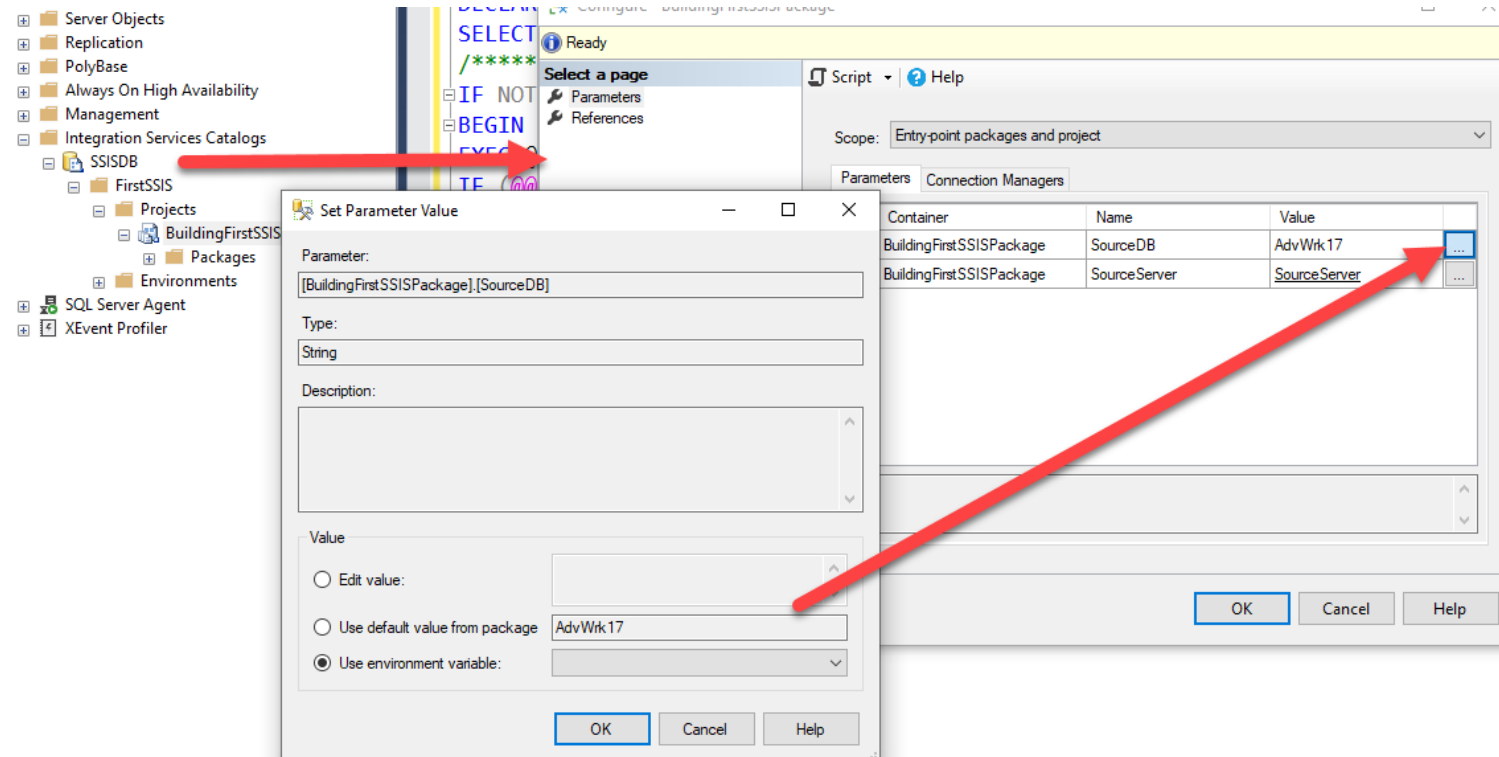 Server Objects
Replication
PolyBase
Always On High Availability
Management
Integration Services Catalogs
SSISDB
FirstSSIS
Projects
BuildingFirstSSIS
Packages
Environments
SQL Server Agent
XEvent Profiler
SELECT
/*****
IF NOT
BEGIN
IF (@@
Configure - BuildingFirstSSISPackage
Ready
Select a page
Parameters
References
Script
Help
Scope: Entry-point packages and project
Parameters Connection Managers
Container Name Value
BuildingFirstSSISPackage SourceDB AdvWrk17 ...
BuildingFirstSSISPackage SourceServer SourceServer ...
OK Cancel Help
Set Parameter Value
Parameter:
[BuildingFirstSSISPackage].[SourceDB]
Type:
String
Description:
Value
Edit value:
Use default value from package AdvWrk17
Use environment variable:
OK Cancel Help